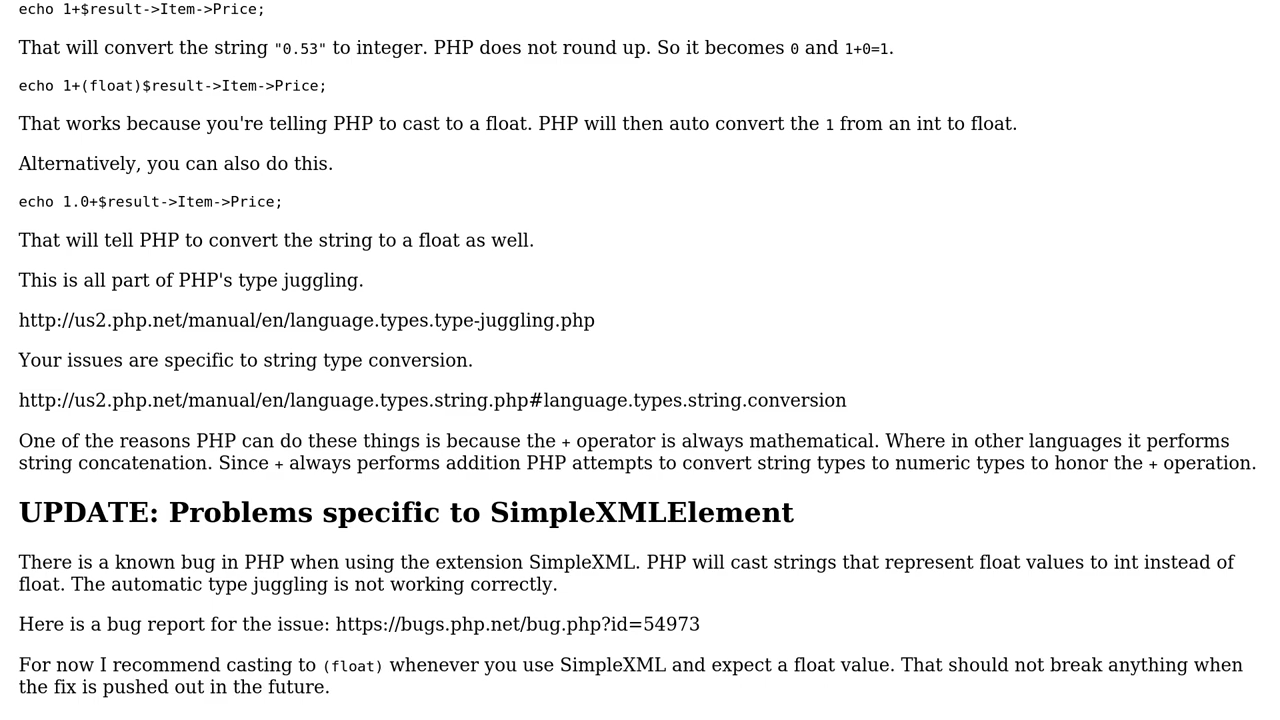 echo 1+$result->Item->Price;
That will convert the string "0.53" to integer. PHP does not round up. So it becomes 0 and 1+0=1.
echo 1+(float)$result->Item->Price;
That works because you're telling PHP to cast to a float. PHP will then auto convert the 1 from an int to float.
Alternatively, you can also do this.
echo 1.0+$result->Item->Price;
That will tell PHP to convert the string to a float as well.
This is all part of PHP's type juggling.
http://us2.php.net/manual/en/language.types.type-juggling.php
Your issues are specific to string type conversion.
http://us2.php.net/manual/en/language.types.string.php#language.types.string.conversion
One of the reasons PHP can do these things is because the + operator is always mathematical. Where in other languages it performs
string concatenation. Since + always performs addition PHP attempts to convert string types to numeric types to honor the + operation.
UPDATE: Problems specific to SimpleXMLElement
There is a known bug in PHP when using the extension SimpleXML. PHP will cast strings that represent float values to int instead of
float. The automatic type juggling is not working correctly.
Here is a bug report for the issue: https://bugs.php.net/bug.php?id=54973
For now I recommend casting to (float) whenever you use SimpleXML and expect a float value. That should not break anything when
the fix is pushed out in the future.